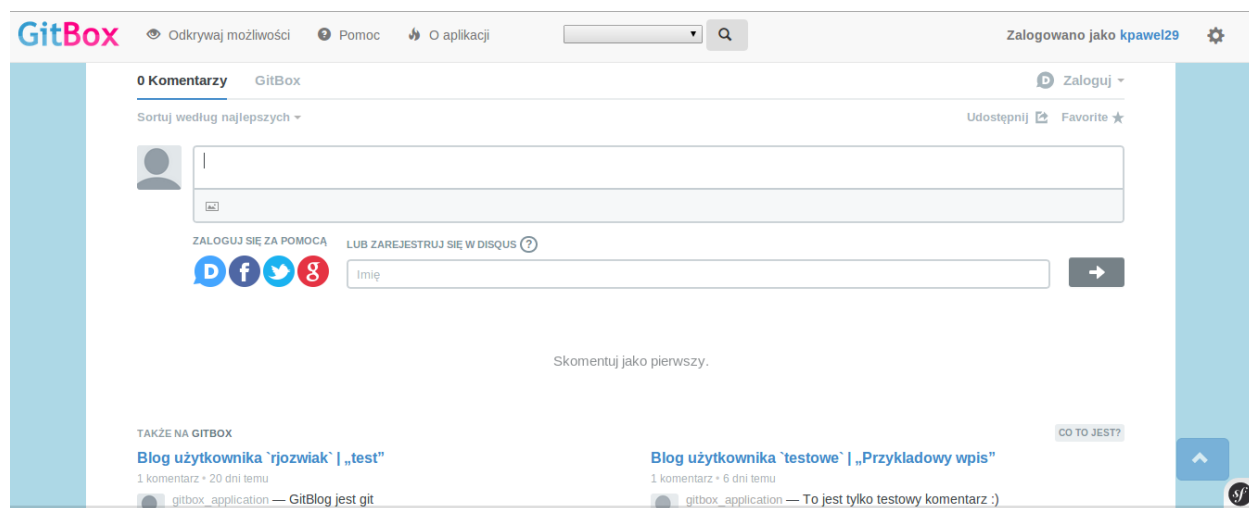 GitBox Odkrywaj możliwości Pomoc O aplikacji Zalogowano jako kpawel29
0 Komentarzy GitBox Zaloguj
Sortuj według najlepszych Udostępnij Favorite
ZALOGUJ SIĘ ZA POMOCĄ LUB ZAREJESTRUJ SIĘ W DISQUS ?
Imię
Skomentuj jako pierwszy.
TAKŻE NA GITBOX CO TO JEST?
Blog użytkownika `rjozwiak` | „test” Blog użytkownika `testowe` | „Przykladowy wpis”
1 komentarz • 20 dni temu 1 komentarz • 6 dni temu
gitbox_application — GitBlog jest git gitbox_application — To jest tylko testowy komentarz :)